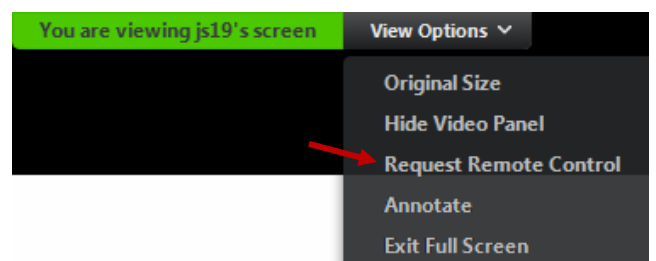 You are viewing js19's screen View Options
Original Size
Hide Video Panel
Request Remote Control
Annotate
Exit Full Screen